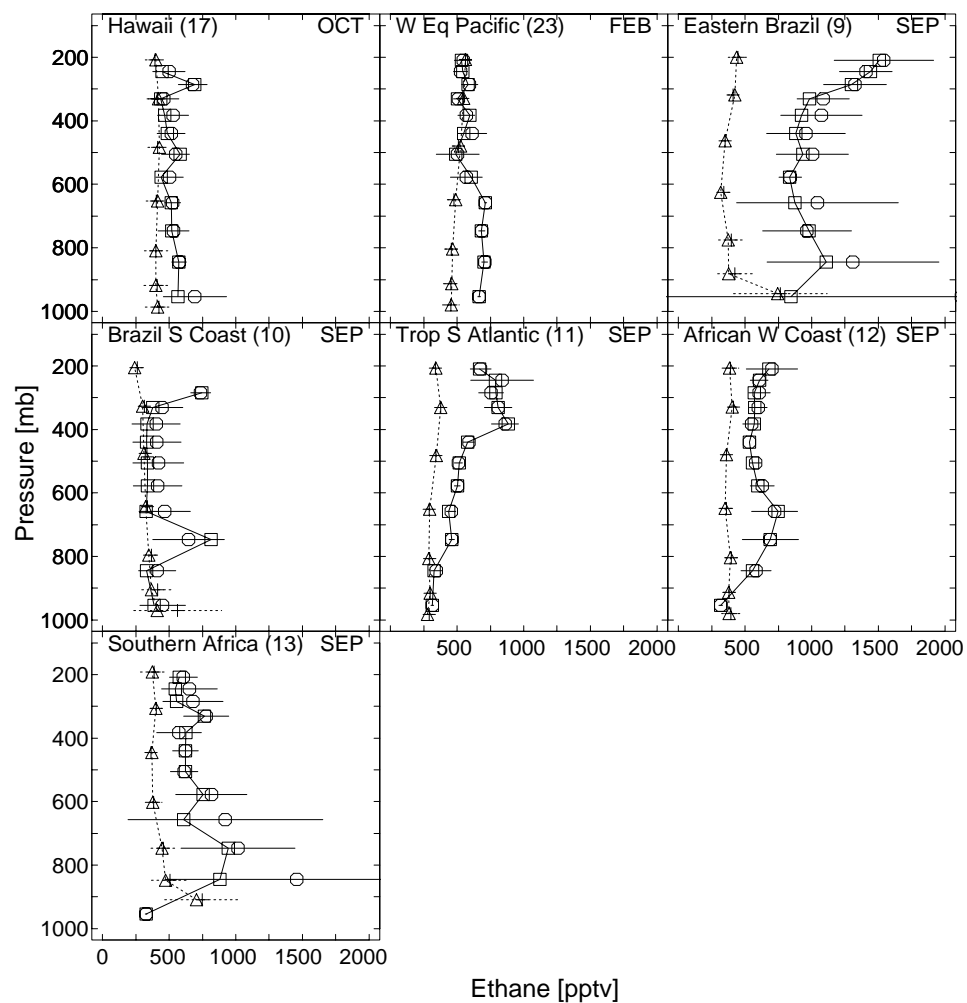 Hawaii (17) OCT
W Eq Pacific (23) FEB
Eastern Brazil (9) SEP
200
400
600
800
1000
Brazil S Coast (10) SEP
Trop S Atlantic (11) SEP
African W Coast (12) SEP
200
400
600
800
1000
Pressure [mb]
500 1000 1500 2000
500 1000 1500 2000
Southern Africa (13) SEP
200
400
600
800
1000
0 500 1000 1500 2000
Ethane [pptv]